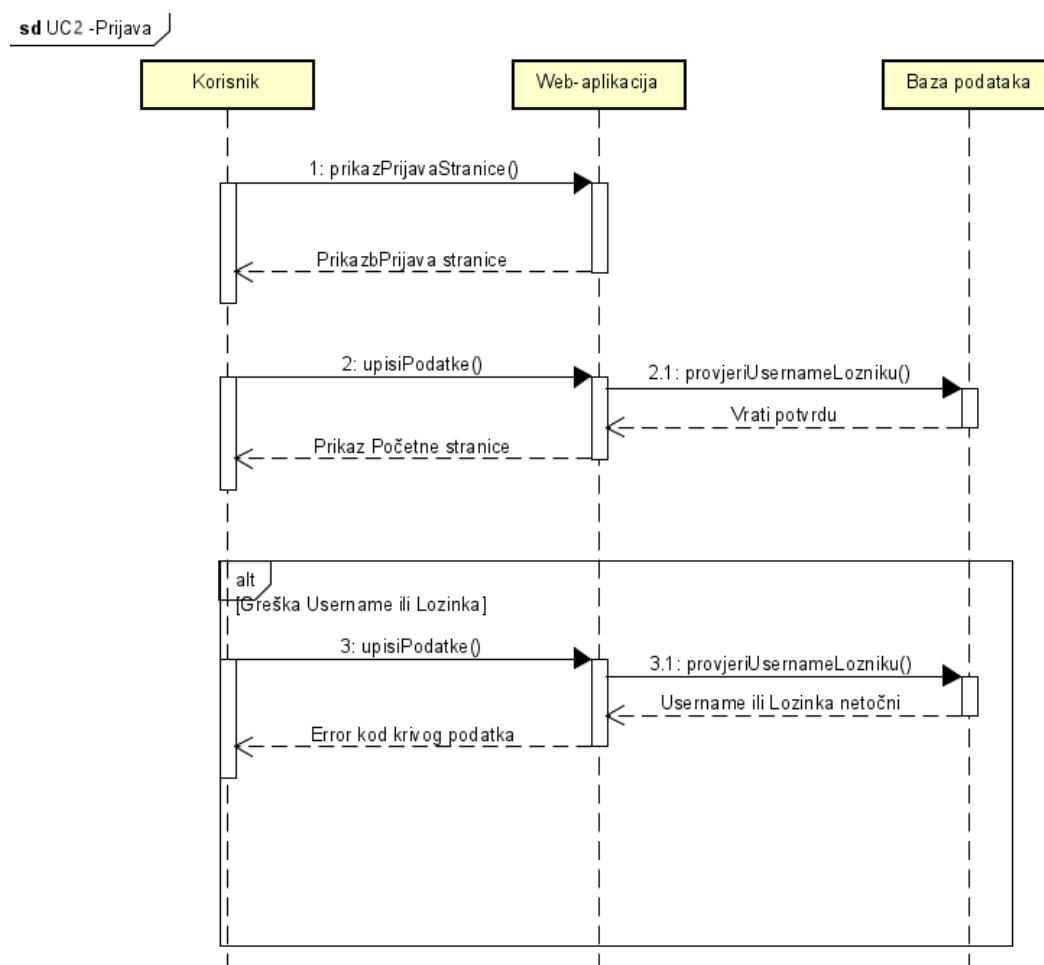 sd UC2 -Prijava
Korisnik
Web-aplikacija
Baza podataka
1: prikazPrijavaStranice()
PrikazbPrijava stranice
2: upisiPodatke()
2.1: provjeriUsernameLozniku()
Vrati potvrdu
Prikaz Početne stranice
alt
[Greška Username ili Lozinka]
3: upisiPodatke()
3.1: provjeriUsernameLozniku()
Username ili Lozinka netočni
Error kod krivog podatka